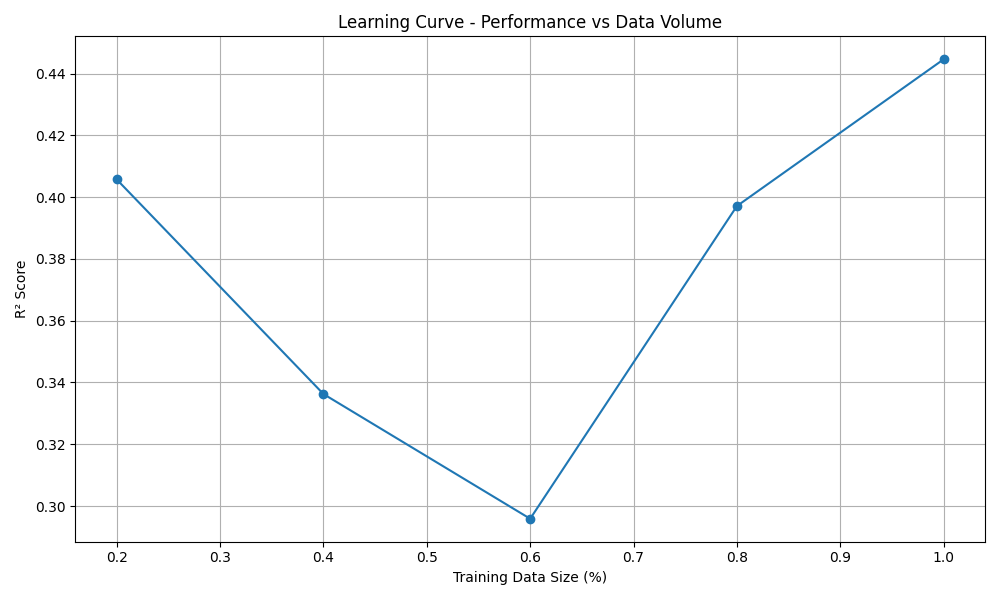 Learning Curve - Performance vs Data Volume
0.44
0.42
0.40
0.38
0.36
0.34
0.32
0.30
R² Score
0.2 0.3 0.4 0.5 0.6 0.7 0.8 0.9 1.0
Training Data Size (%)